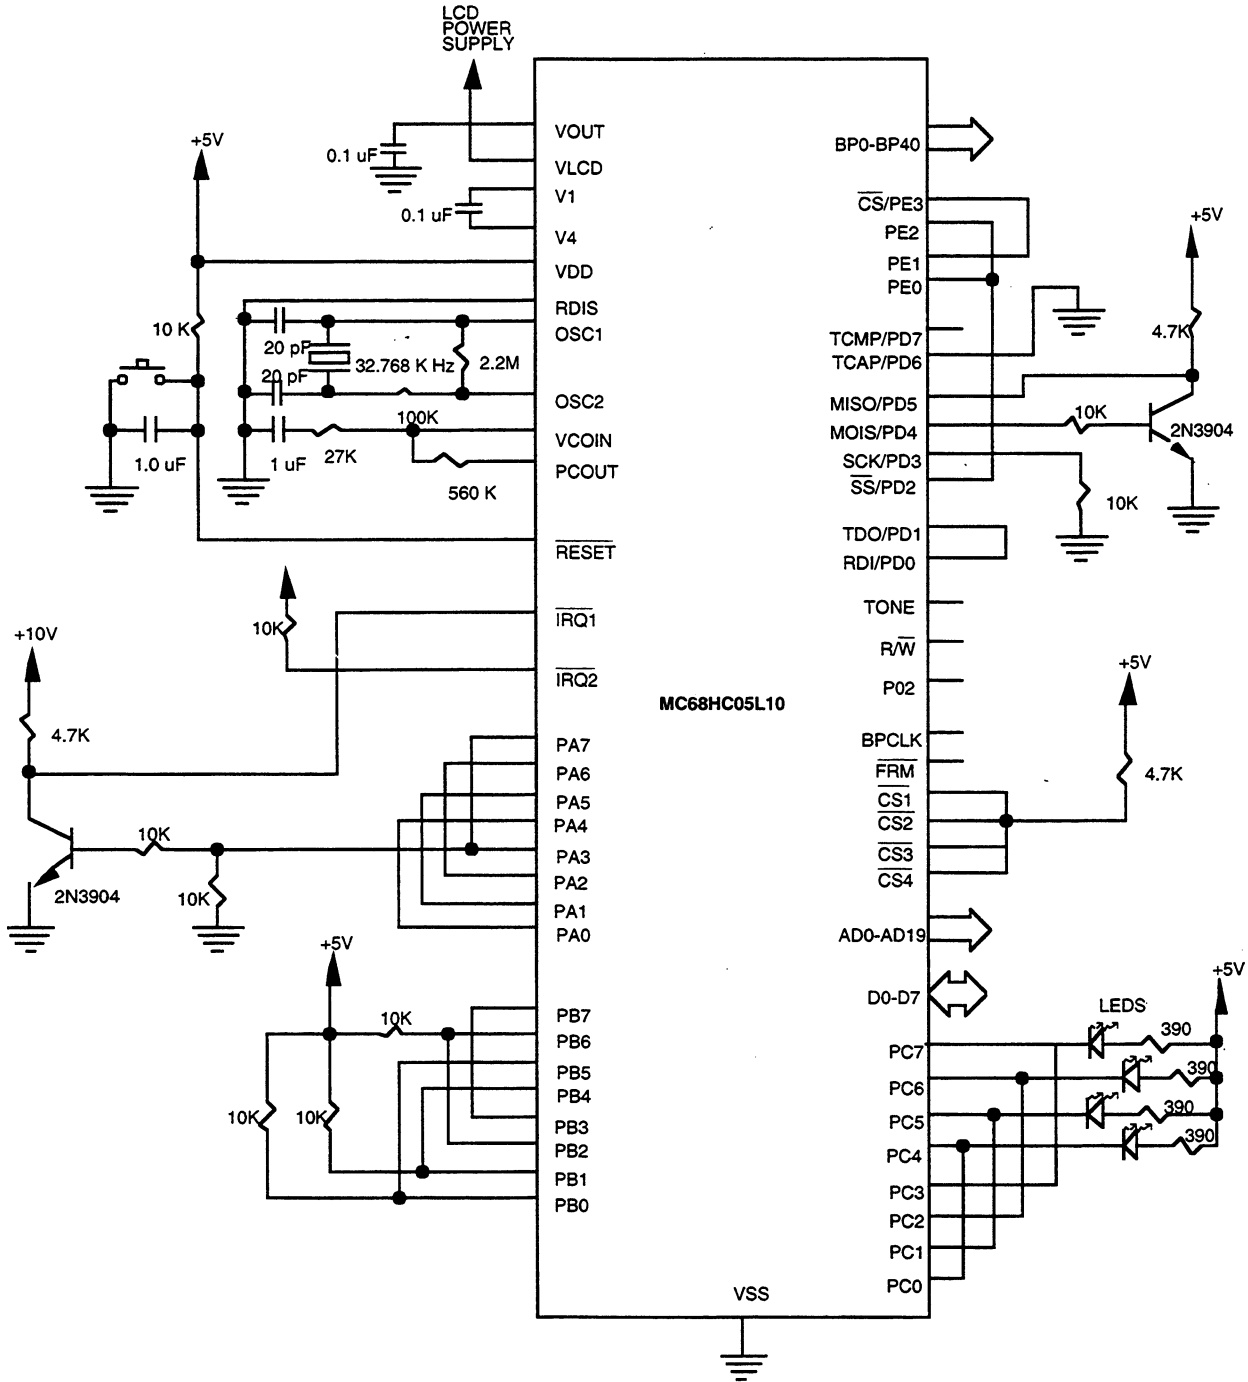 LCD
POWER
SUPPLY
+5V
0.1 uF
0.1 uF
10 K
20 pF
20 pF
32.768 K Hz
2.2M
100K
1.0 uF
1 uF
27K
560 K
10K
+10V
4.7K
10K
10K
2N3904
+5V
10K
10K
10K
VOUT
VLCD
V1
V4
VDD
RDIS
OSC1
OSC2
VCOIN
PCOUT
RESET
IRQ1
IRQ2
PA7
PA6
PA5
PA4
PA3
PA2
PA1
PA0
PB7
PB6
PB5
PB4
PB3
PB2
PB1
PB0
MC68HC05L10
VSS
BP0-BP40
CS/PE3
PE2
PE1
PE0
TCMP/PD7
TCAP/PD6
MISO/PD5
MOIS/PD4
SCK/PD3
SS/PD2
TDO/PD1
RDI/PD0
TONE
R/W
P02
BPCLK
FRM
CS1
CS2
CS3
CS4
AD0-AD19
D0-D7
PC7
PC6
PC5
PC4
PC3
PC2
PC1
PC0
+5V
4.7K
10K
2N3904
10K
+5V
4.7K
+5V
LEDS
390
390
390
390